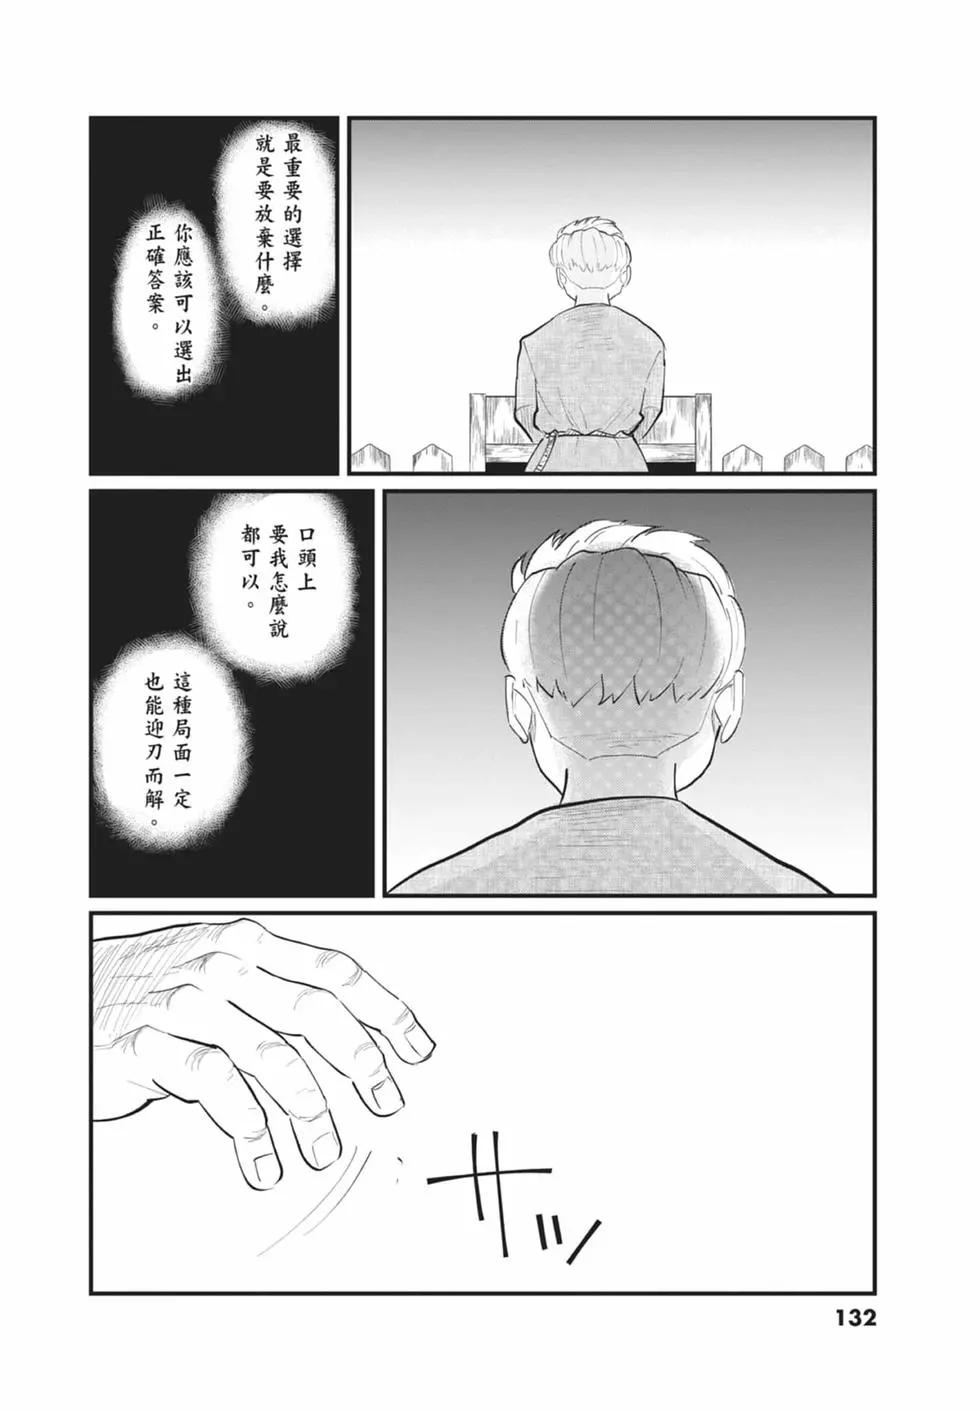 最重要的選擇
就是要放棄什麼。
你應該可以選出
正確答案。
口頭上
要我怎麼說
都可以。
這種局面一定
也能迎刃而解。
ザッ
132